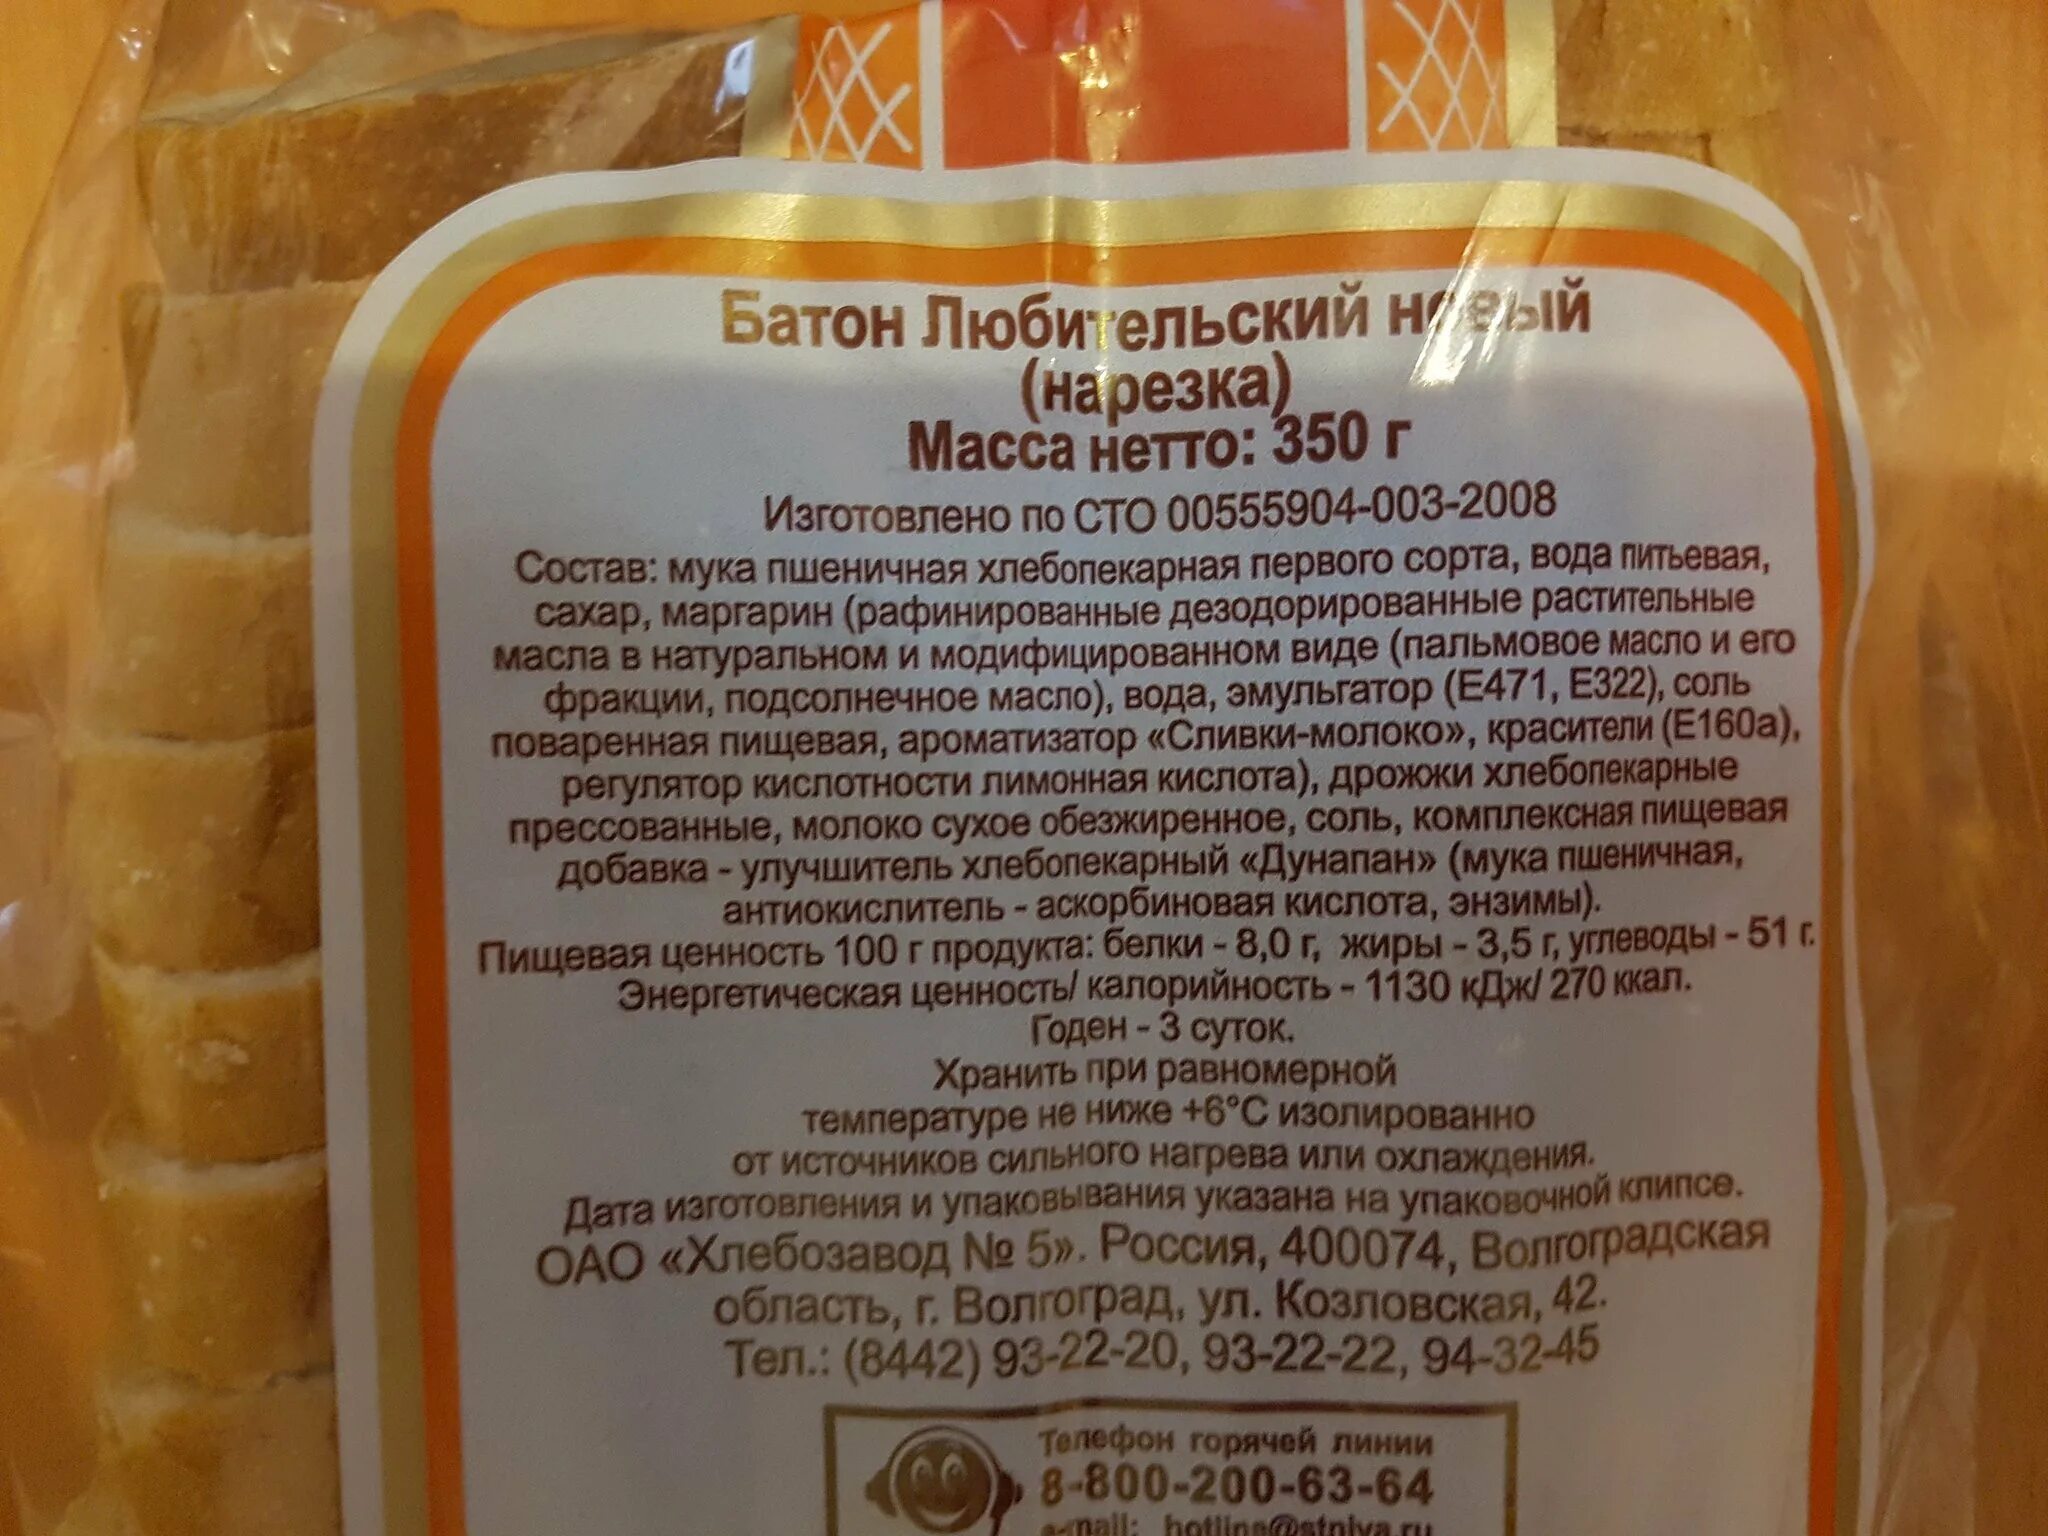 Батон Любительский новый
(нарезка)
Масса нетто: 350 г
Изготовлено по СТО 00555904-003-2008
Состав: мука пшеничная хлебопекарная первого сорта, вода питьевая,
сахар, маргарин (рафинированные дезодорированные растительные
масла в натуральном и модифицированном виде (пальмовое масло и его
фракции, подсолнечное масло), вода, эмульгатор (Е471, Е322), соль
поваренная пищевая, ароматизатор «Сливки-молоко», красители (Е160а),
регулятор кислотности лимонная кислота), дрожжи хлебопекарные
прессованные, молоко сухое обезжиренное, соль, комплексная пищевая
добавка - улучшитель хлебопекарный «Дунапан» (мука пшеничная,
антиокислитель - аскорбиновая кислота, энзимы).
Пищевая ценность 100 г продукта: белки - 8,0 г, жиры - 3,5 г, углеводы - 51 г.
Энергетическая ценность/ калорийность - 1130 кДж/ 270 ккал.
Годен - 3 суток.
Хранить при равномерной
температуре не ниже +6°С изолированно
от источников сильного нагрева или охлаждения.
Дата изготовления и упаковывания указана на упаковочной клипсе.
ОАО «Хлебозавод № 5». Россия, 400074, Волгоградская
область, г. Волгоград, ул. Козловская, 42.
Тел.: (8442) 93-22-20, 93-22-22, 94-32-45
Телефон горячей линии
8-800-200-63-64
e-mail: hotline@stniva.ru